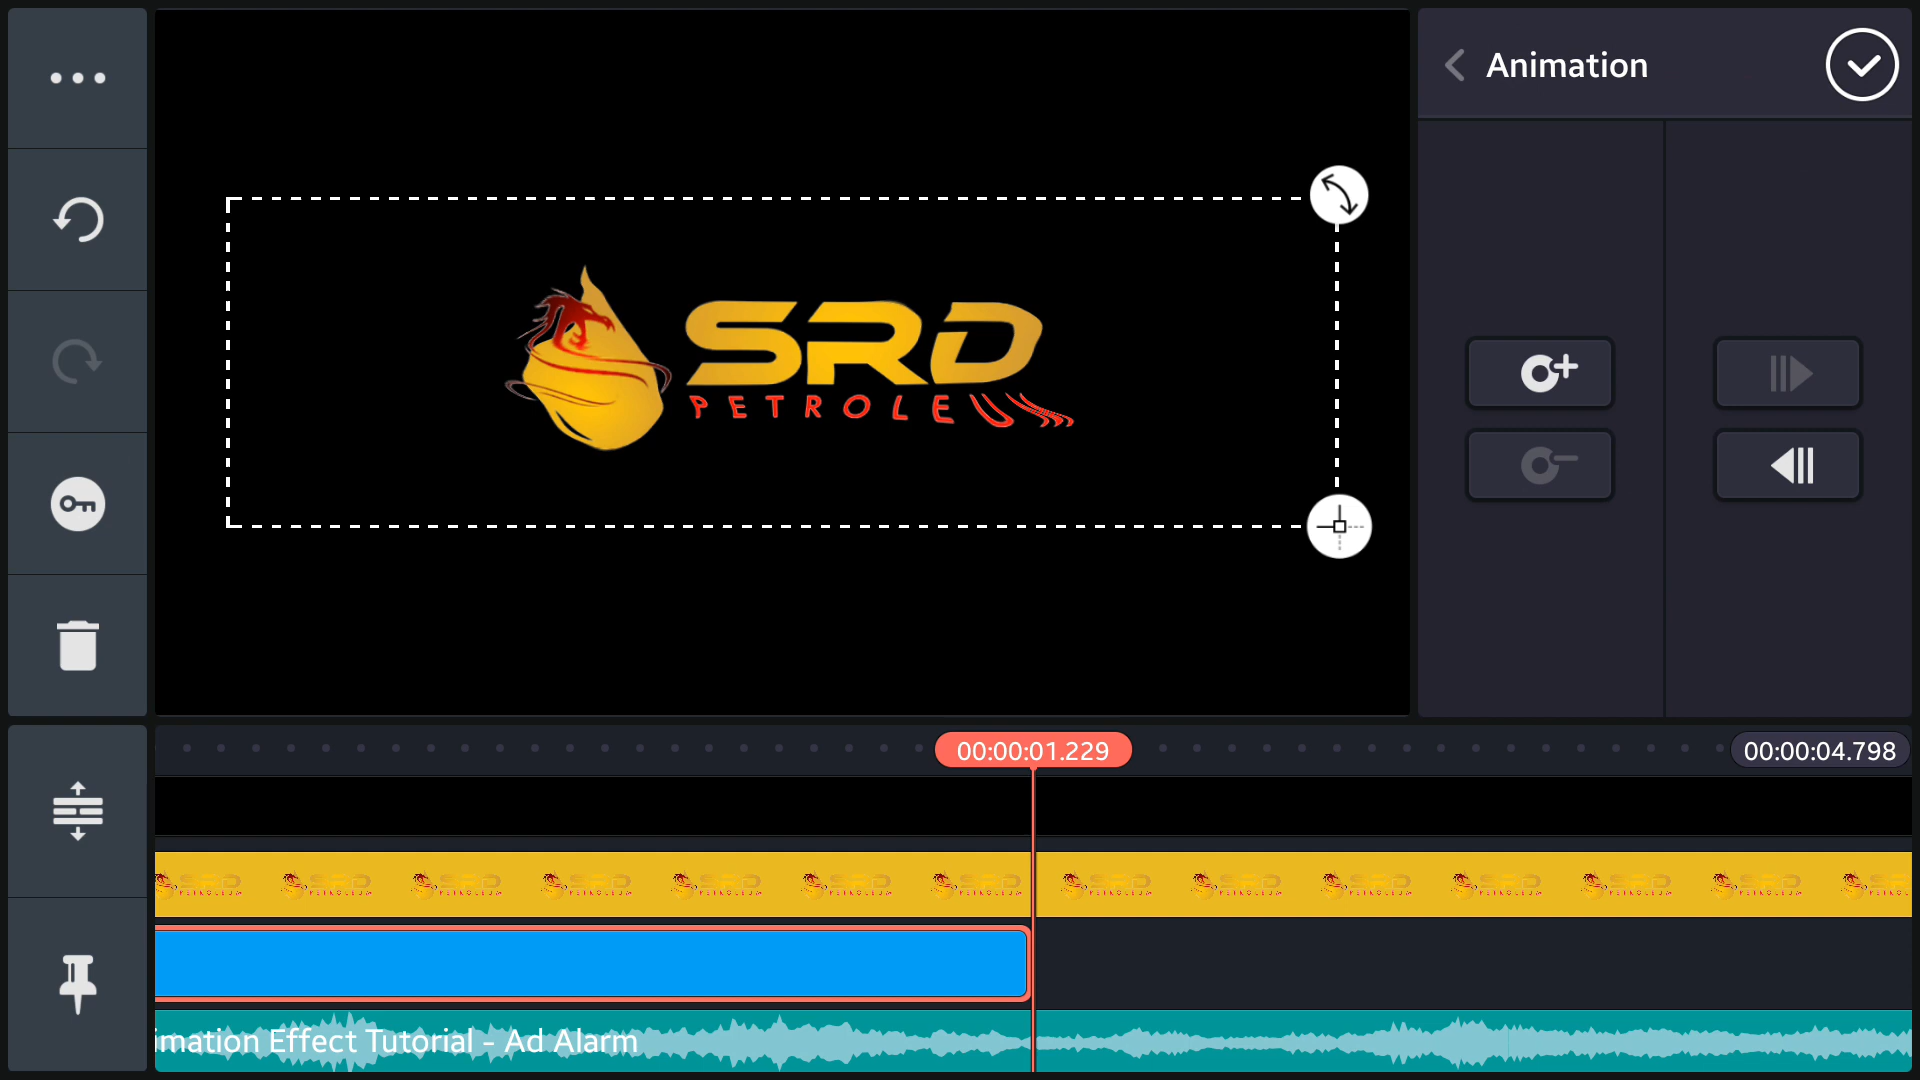 Animation
SRD
PETROLEUM
00:00:01.229
00:00:04.798
imation Effect Tutorial - Ad Alarm